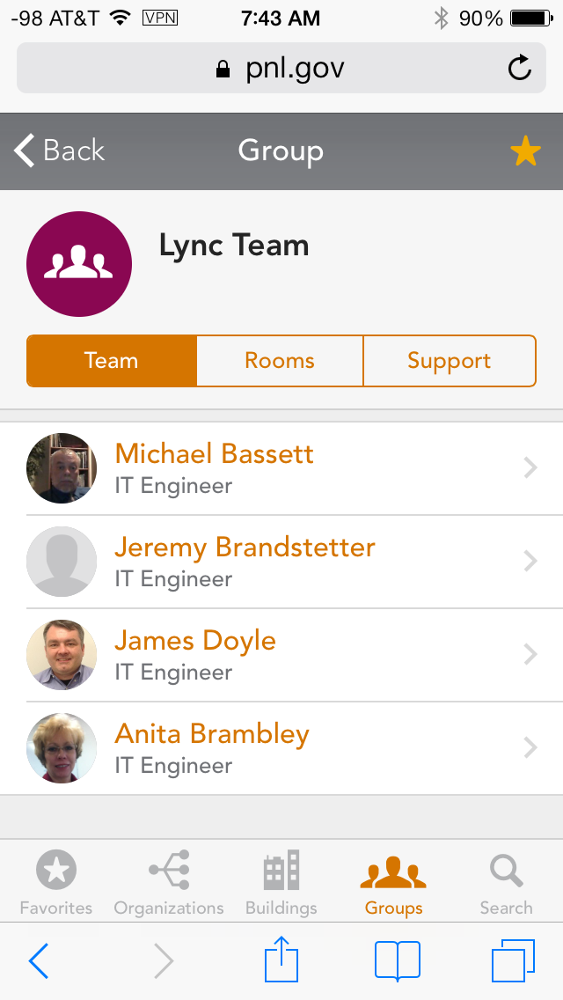 -98 AT&T VPN 7:43 AM 90%
pnl.gov
Back Group
Lync Team
Team Rooms Support
Michael Bassett
IT Engineer
Jeremy Brandstetter
IT Engineer
James Doyle
IT Engineer
Anita Brambley
IT Engineer
Favorites Organizations Buildings Groups Search